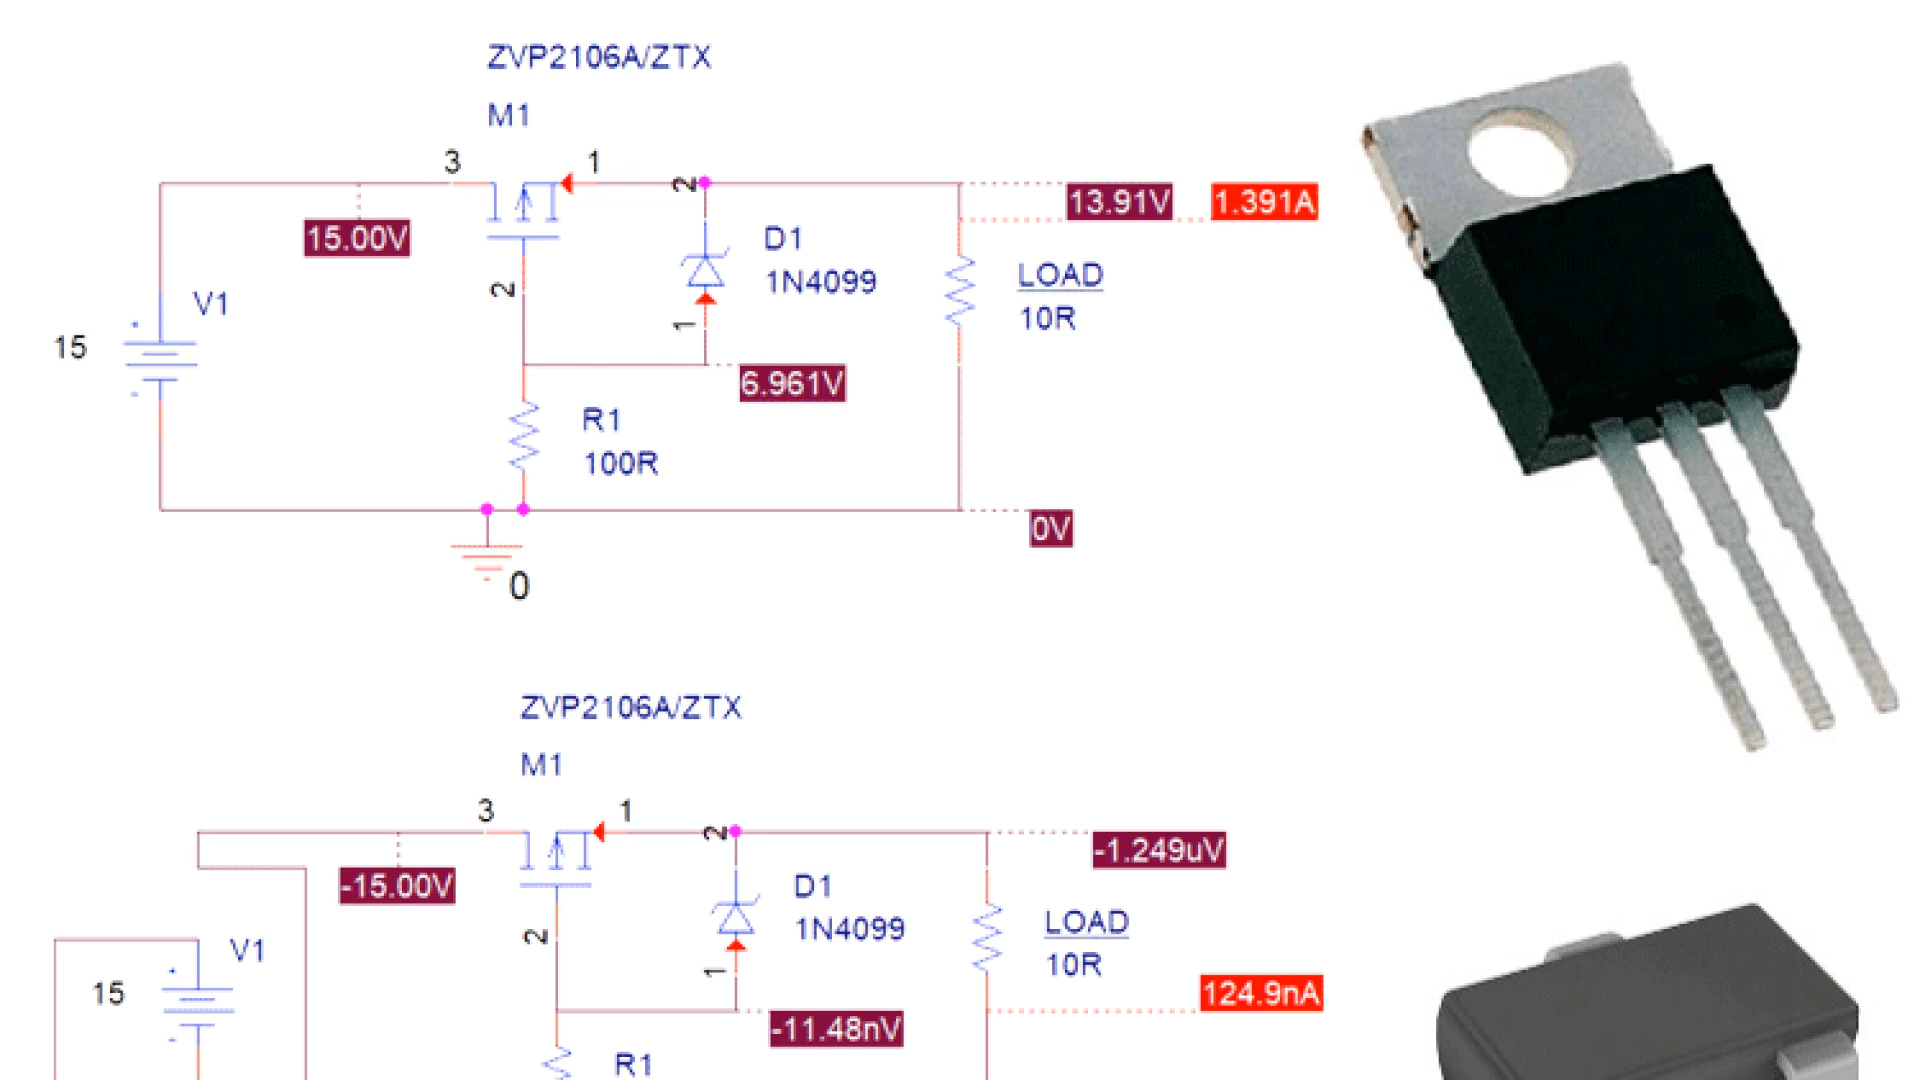 ZVP2106A/ZTX
M1
3
1
2
13.91V
1.391A
15.00V
D1
1N4099
LOAD
10R
2
V1
1
15
6.961V
R1
100R
0V
0
ZVP2106A/ZTX
M1
3
1
2
-1.249uV
-15.00V
D1
1N4099
LOAD
10R
2
V1
1
15
124.9nA
-11.48nV
R1